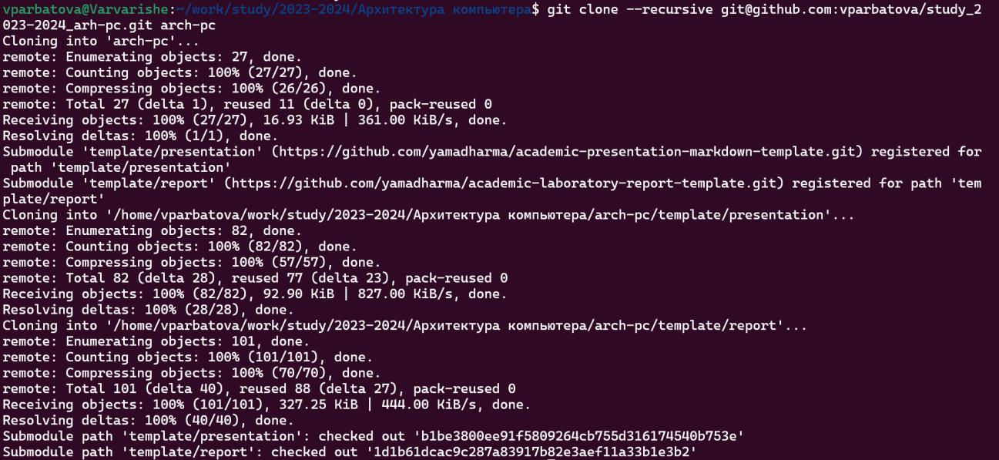 vparbatova@Varvarishe:~/work/study/2023-2024/Архитектура компьютера$ git clone --recursive git@github.com:vparbatova/study_2
023-2024_arh-pc.git arch-pc
Cloning into 'arch-pc'...
remote: Enumerating objects: 27, done.
remote: Counting objects: 100% (27/27), done.
remote: Compressing objects: 100% (26/26), done.
remote: Total 27 (delta 1), reused 11 (delta 0), pack-reused 0
Receiving objects: 100% (27/27), 16.93 KiB | 361.00 KiB/s, done.
Resolving deltas: 100% (1/1), done.
Submodule 'template/presentation' (https://github.com/yamadharma/academic-presentation-markdown-template.git) registered for
 path 'template/presentation'
Submodule 'template/report' (https://github.com/yamadharma/academic-laboratory-report-template.git) registered for path 'tem
plate/report'
Cloning into '/home/vparbatova/work/study/2023-2024/Архитектура компьютера/arch-pc/template/presentation'...
remote: Enumerating objects: 82, done.
remote: Counting objects: 100% (82/82), done.
remote: Compressing objects: 100% (57/57), done.
remote: Total 82 (delta 28), reused 77 (delta 23), pack-reused 0
Receiving objects: 100% (82/82), 92.90 KiB | 827.00 KiB/s, done.
Resolving deltas: 100% (28/28), done.
Cloning into '/home/vparbatova/work/study/2023-2024/Архитектура компьютера/arch-pc/template/report'...
remote: Enumerating objects: 101, done.
remote: Counting objects: 100% (101/101), done.
remote: Compressing objects: 100% (70/70), done.
remote: Total 101 (delta 40), reused 88 (delta 27), pack-reused 0
Receiving objects: 100% (101/101), 327.25 KiB | 444.00 KiB/s, done.
Resolving deltas: 100% (40/40), done.
Submodule path 'template/presentation': checked out 'b1be3800ee91f5809264cb755d316174540b753e'
Submodule path 'template/report': checked out '1d1b61dcac9c287a83917b82e3aef11a33b1e3b2'